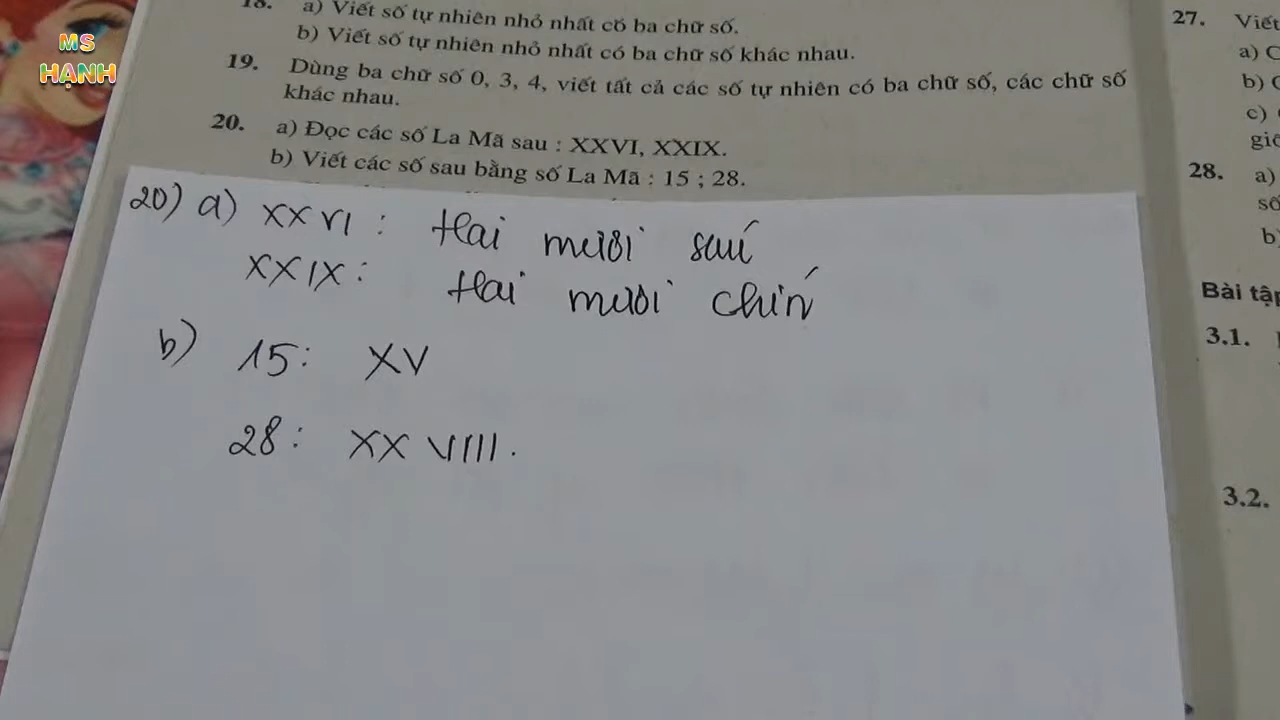 MS
HẠNH
18. a) Viết số tự nhiên nhỏ nhất có ba chữ số.
b) Viết số tự nhiên nhỏ nhất có ba chữ số khác nhau.
19. Dùng ba chữ số 0, 3, 4, viết tất cả các số tự nhiên có ba chữ số, các chữ số
khác nhau.
20. a) Đọc các số La Mã sau : XXVI, XXIX.
b) Viết các số sau bằng số La Mã : 15 ; 28.
20) a) XXVI : Hai mươi sáu
XXIX : Hai mươi chín
b) 15 : XV
28 : XXVIII.
27. Viết
a) C
b)
c)
28. a)
số
b)
Bài tập
3.1.
3.2.